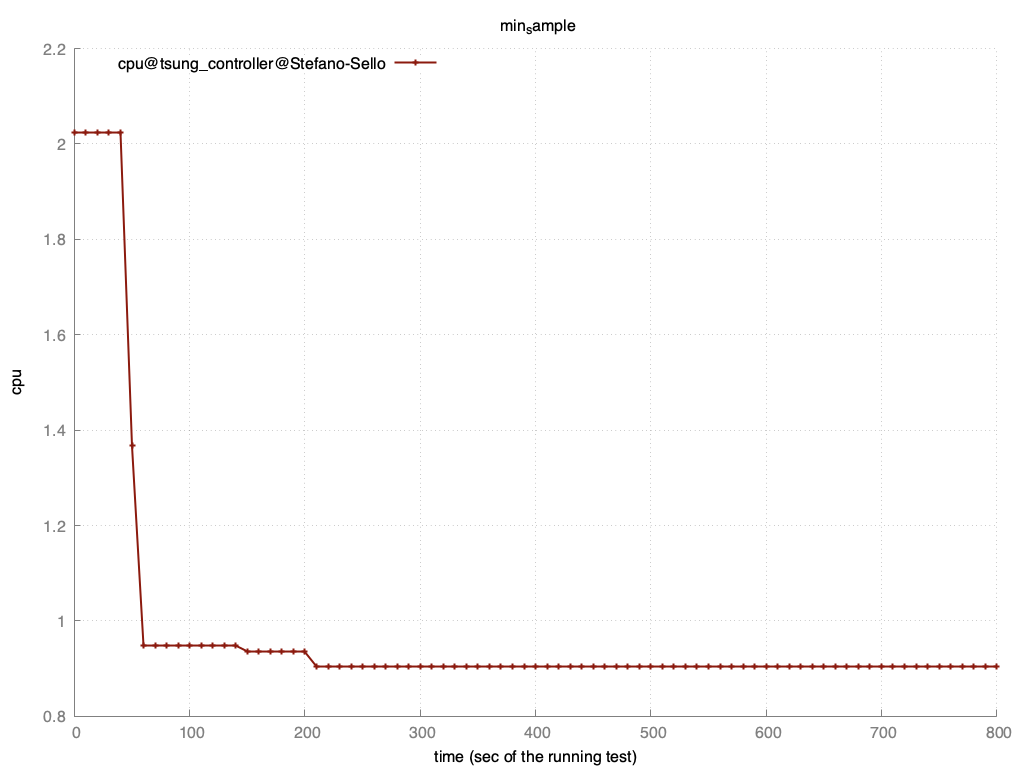 min_sample
cpu@tsung_controller@Stefano-Sello
2.2
2
1.8
1.6
1.4
1.2
1
0.8
cpu
0 100 200 300 400 500 600 700 800
time (sec of the running test)